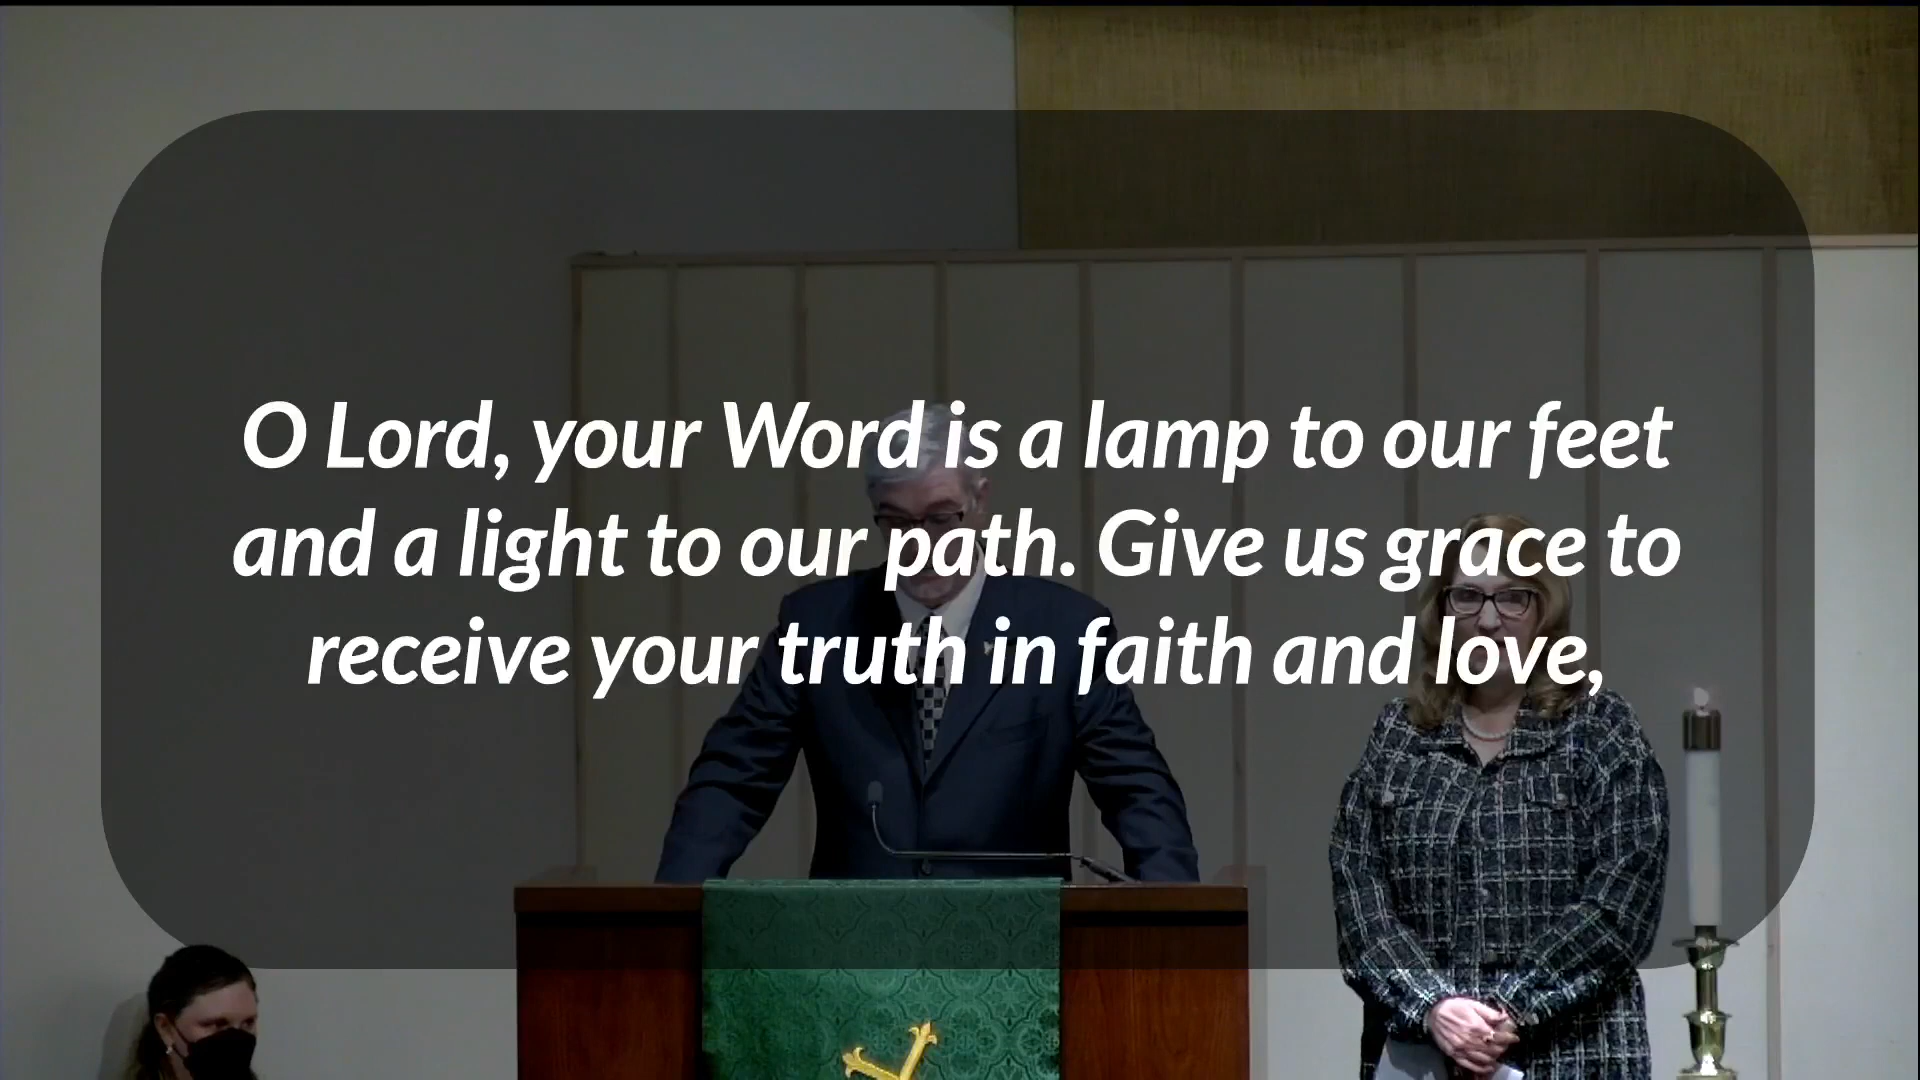 O Lord, your Word is a lamp to our feet
and a light to our path. Give us grace to
receive your truth in faith and love,